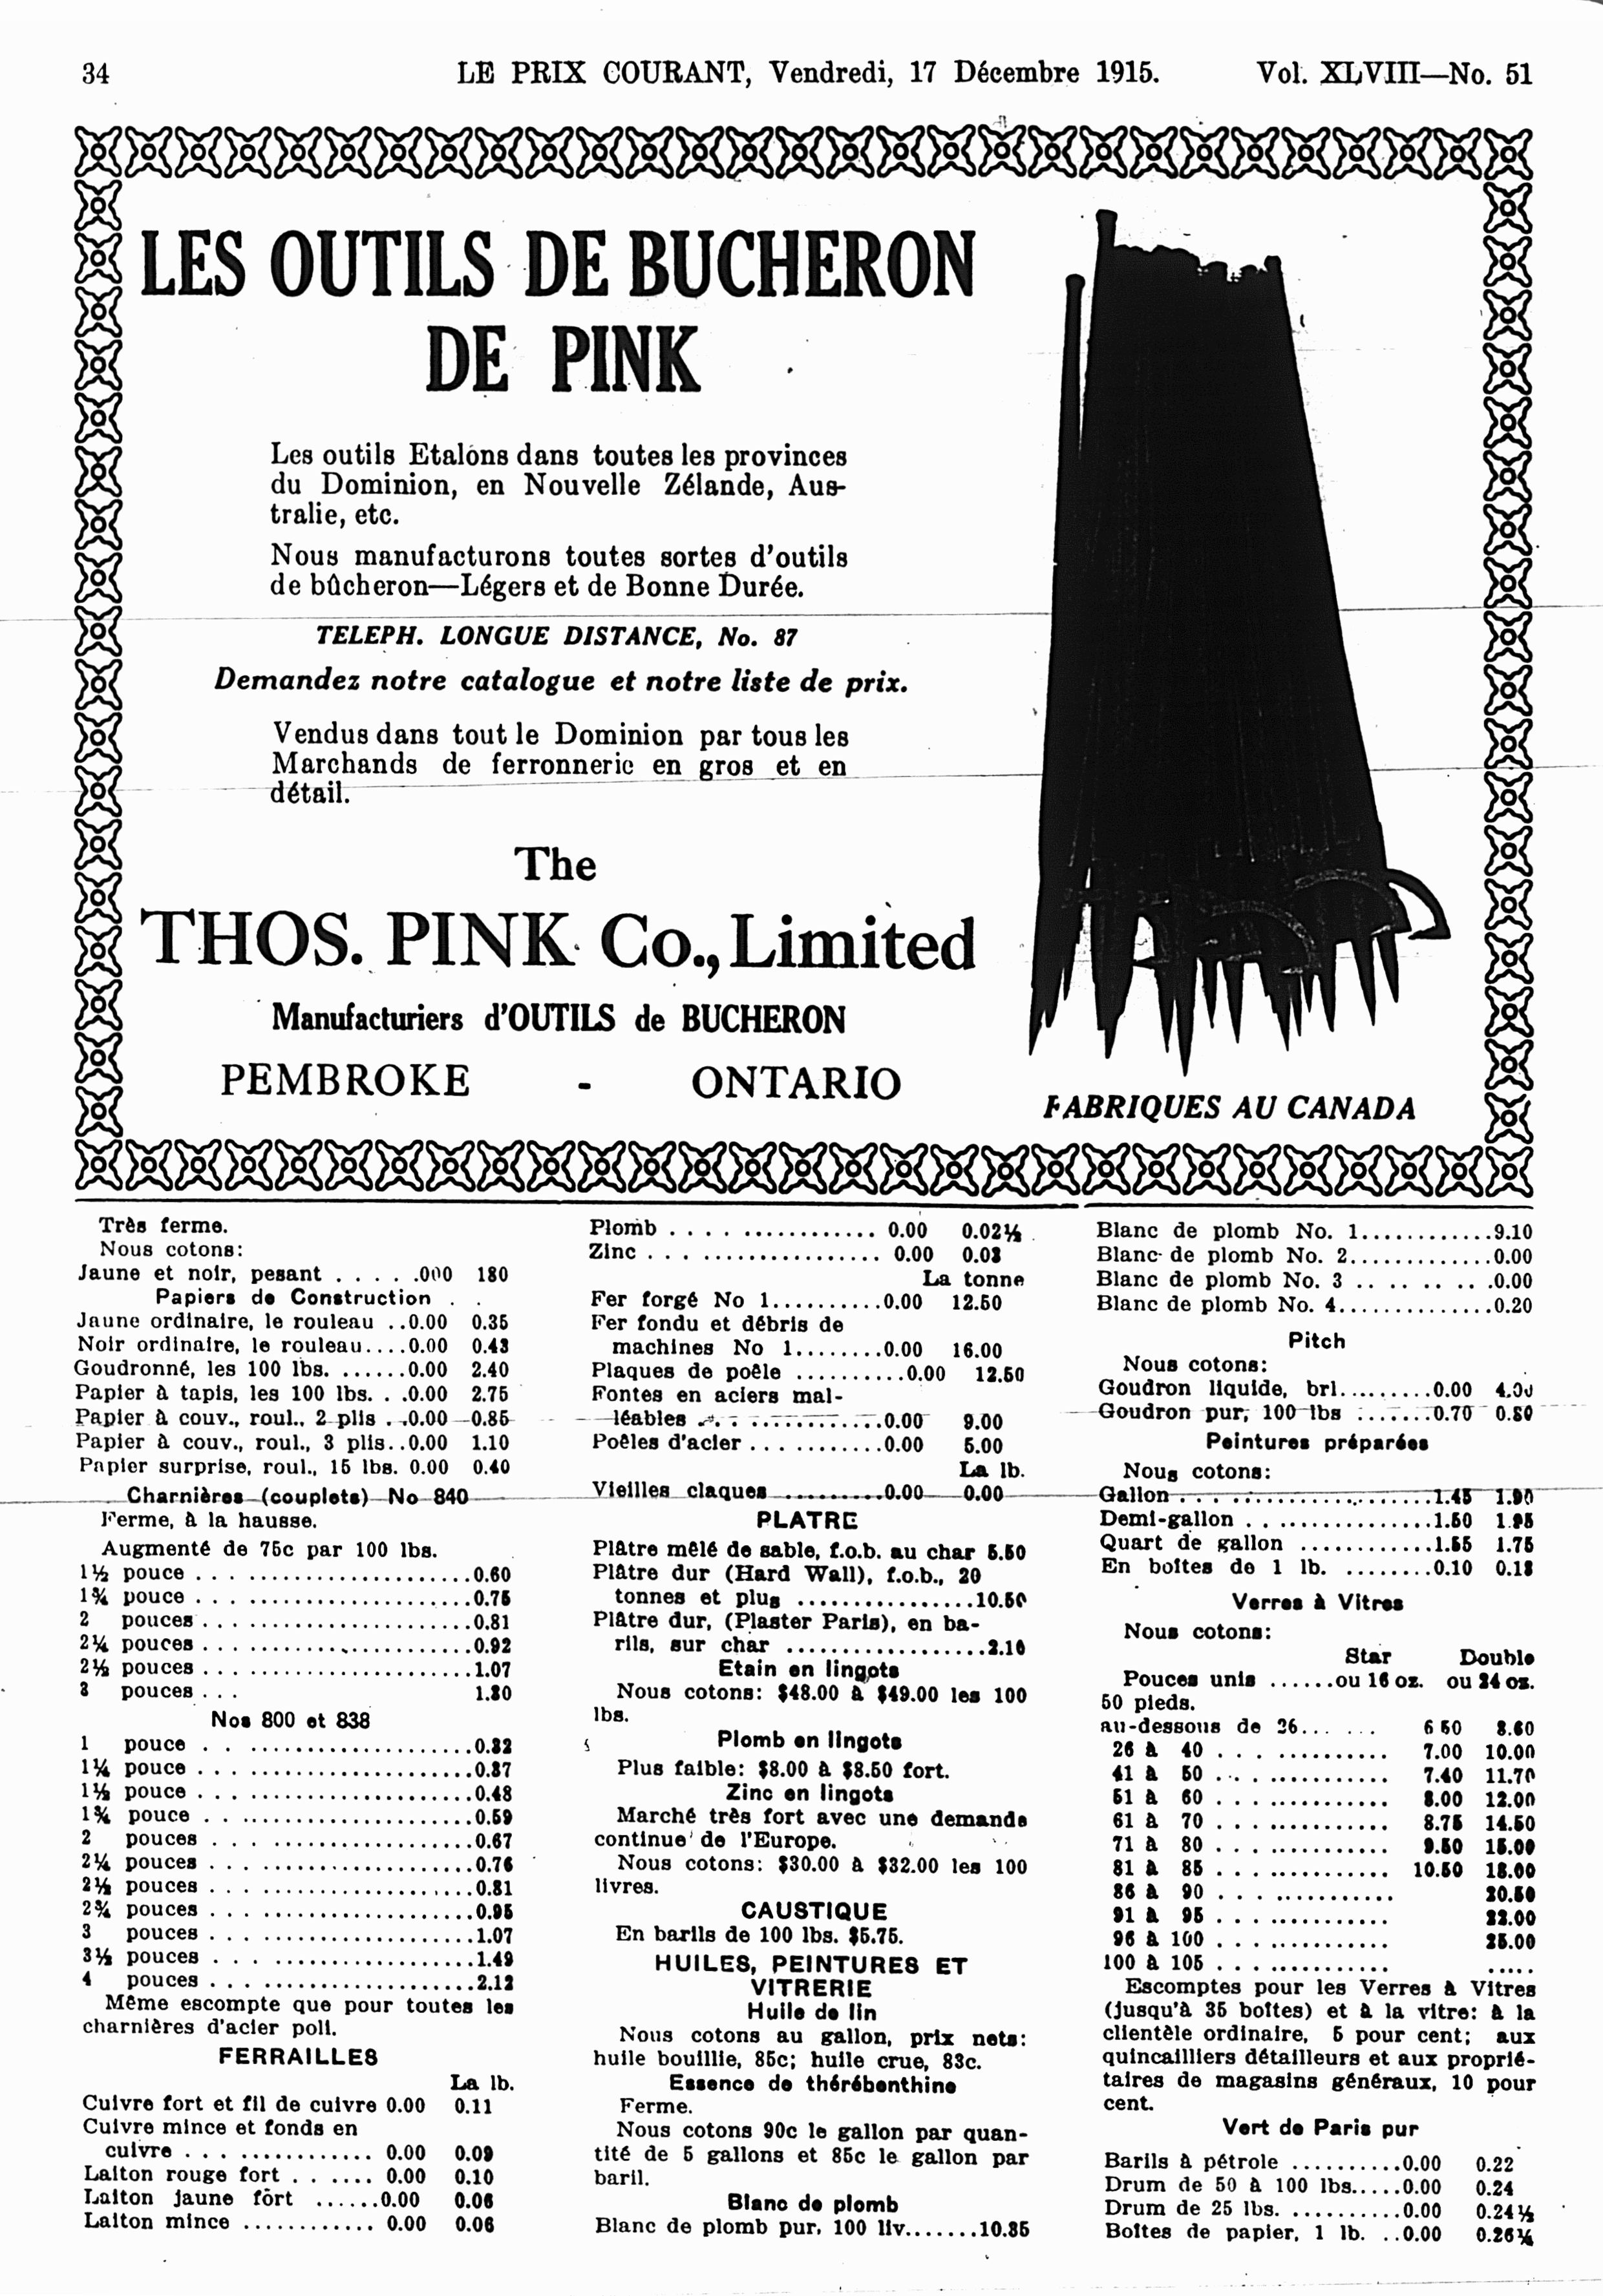 34
LE PRIX COURANT, Vendredi, 17 Décembre 1915.
Vol. XLVIII—No. 51
LES OUTILS DE BUCHERON
DE PINK
Les outils Etalons dans toutes les provinces
du Dominion, en Nouvelle Zélande, Aus-
tralie, etc.
Nous manufacturons toutes sortes d'outils
de bûcheron—Légers et de Bonne Durée.
TELEPH. LONGUE DISTANCE, No. 87
Demandez notre catalogue et notre liste de prix.
Vendus dans tout le Dominion par tous les
Marchands de ferronnerie en gros et en
détail.
The
THOS. PINK Co., Limited
Manufacturiers d'OUTILS de BUCHERON
PEMBROKE - ONTARIO
FABRIQUES AU CANADA
Très ferme.
Nous cotons:
Jaune et noir, pesant . . . . .000 180
Papiers de Construction . .
Jaune ordinaire, le rouleau ..0.00 0.35
Noir ordinaire, le rouleau....0.00 0.43
Goudronné, les 100 lbs. ......0.00 2.40
Papier à tapis, les 100 lbs. . .0.00 2.75
Papier à couv., roul., 2 plis . .0.00 0.85
Papier à couv., roul., 3 plis..0.00 1.10
Papier surprise, roul., 15 lbs. 0.00 0.40
Charnières (couplets) No 840
Ferme, à la hausse.
Augmenté de 75c par 100 lbs.
1½ pouce . . . ......................0.60
1¾ pouce . . . ......................0.75
2 pouces . . . ......................0.81
2¼ pouces . . . ......................0.92
2½ pouces . . . ......................1.07
3 pouces . . . 1.30
Nos 800 et 838
1 pouce . . ......................0.32
1¼ pouce . . . ......................0.37
1½ pouce . . . ......................0.48
1¾ pouce . . . ......................0.59
2 pouces . . . ......................0.67
2¼ pouces . . . ......................0.76
2½ pouces . . . ......................0.81
2¾ pouces . . . ......................0.95
3 pouces . . . ......................1.07
3½ pouces . . . ......................1.49
4 pouces . . . ......................2.12
Même escompte que pour toutes les
charnières d'acier poli.
FERRAILLES
La lb.
Cuivre fort et fil de cuivre 0.00 0.11
Cuivre mince et fonds en
cuivre . . . ............. 0.00 0.09
Laiton rouge fort . . ..... 0.00 0.10
Laiton jaune fort ......0.00 0.06
Laiton mince ............ 0.00 0.06
Plomb . . . . ............. 0.00 0.02½
Zinc . . . ................. 0.00 0.03
La tonne
Fer forgé No 1..........0.00 12.50
Fer fondu et débris de
machines No 1........0.00 16.00
Plaques de poêle ..........0.00 12.50
Fontes en aciers mal-
léables . . . ............0.00 9.00
Poêles d'acier . . ..........0.00 5.00
La lb.
Vieilles claques ..........0.00 0.00
PLATRE
Plâtre mêlé de sable, f.o.b. au char 5.50
Plâtre dur (Hard Wall), f.o.b., 20
tonnes et plus ................10.50
Plâtre dur, (Plaster Paris), en ba-
rils, sur char ..................2.10
Etain en lingots
Nous cotons: $48.00 à $49.00 les 100
lbs.
Plomb en lingots
Plus faible: $8.00 à $8.50 fort.
Zinc en lingots
Marché très fort avec une demande
continue de l'Europe.
Nous cotons: $30.00 à $32.00 les 100
livres.
CAUSTIQUE
En barils de 100 lbs. $5.75.
HUILES, PEINTURES ET
VITRERIE
Huile de lin
Nous cotons au gallon, prix nets:
huile bouillie, 85c; huile crue, 83c.
Essence de thérébenthine
Ferme.
Nous cotons 90c le gallon par quan-
tité de 5 gallons et 85c le gallon par
baril.
Blanc de plomb
Blanc de plomb pur, 100 liv.......10.35
Blanc de plomb No. 1............9.10
Blanc de plomb No. 2.............0.00
Blanc de plomb No. 3 .. .. .. . .0.00
Blanc de plomb No. 4..............0.20
Pitch
Nous cotons:
Goudron liquide, brl..........0.00 4.00
Goudron pur, 100 lbs .......0.70 0.80
Peintures préparées
Nous cotons:
Gallon . . . ....................1.45 1.90
Demi-gallon . . ...............1.50 1.95
Quart de gallon ............1.55 1.75
En boîtes de 1 lb. ........0.10 0.13
Verres à Vitres
Nous cotons:
Star Double
Pouces unis ......ou 16 oz. ou 24 oz.
50 pieds.
au-dessous de 26... ... 6 50 8.60
26 à 40 . . . ........... 7.00 10.00
41 à 50 . . . ........... 7.40 11.70
51 à 60 . . . ........... 8.00 12.00
61 à 70 . . . ........... 8.75 14.50
71 à 80 . . . ........... 9.50 15.00
81 à 85 . . . ........... 10.50 18.00
86 à 90 . . . ........... 20.50
91 à 95 . . . ........... 22.00
96 à 100 . . . ........... 25.00
100 à 105 . . . ........... .....
Escomptes pour les Verres à Vitres
(jusqu'à 35 boîtes) et à la vitre: à la
clientèle ordinaire, 5 pour cent; aux
quincailliers détailleurs et aux proprié-
taires de magasins généraux, 10 pour
cent.
Vert de Paris pur
Barils à pétrole ..........0.00 0.22
Drum de 50 à 100 lbs.....0.00 0.24
Drum de 25 lbs. ..........0.00 0.24½
Boîtes de papier, 1 lb. ..0.00 0.26¼